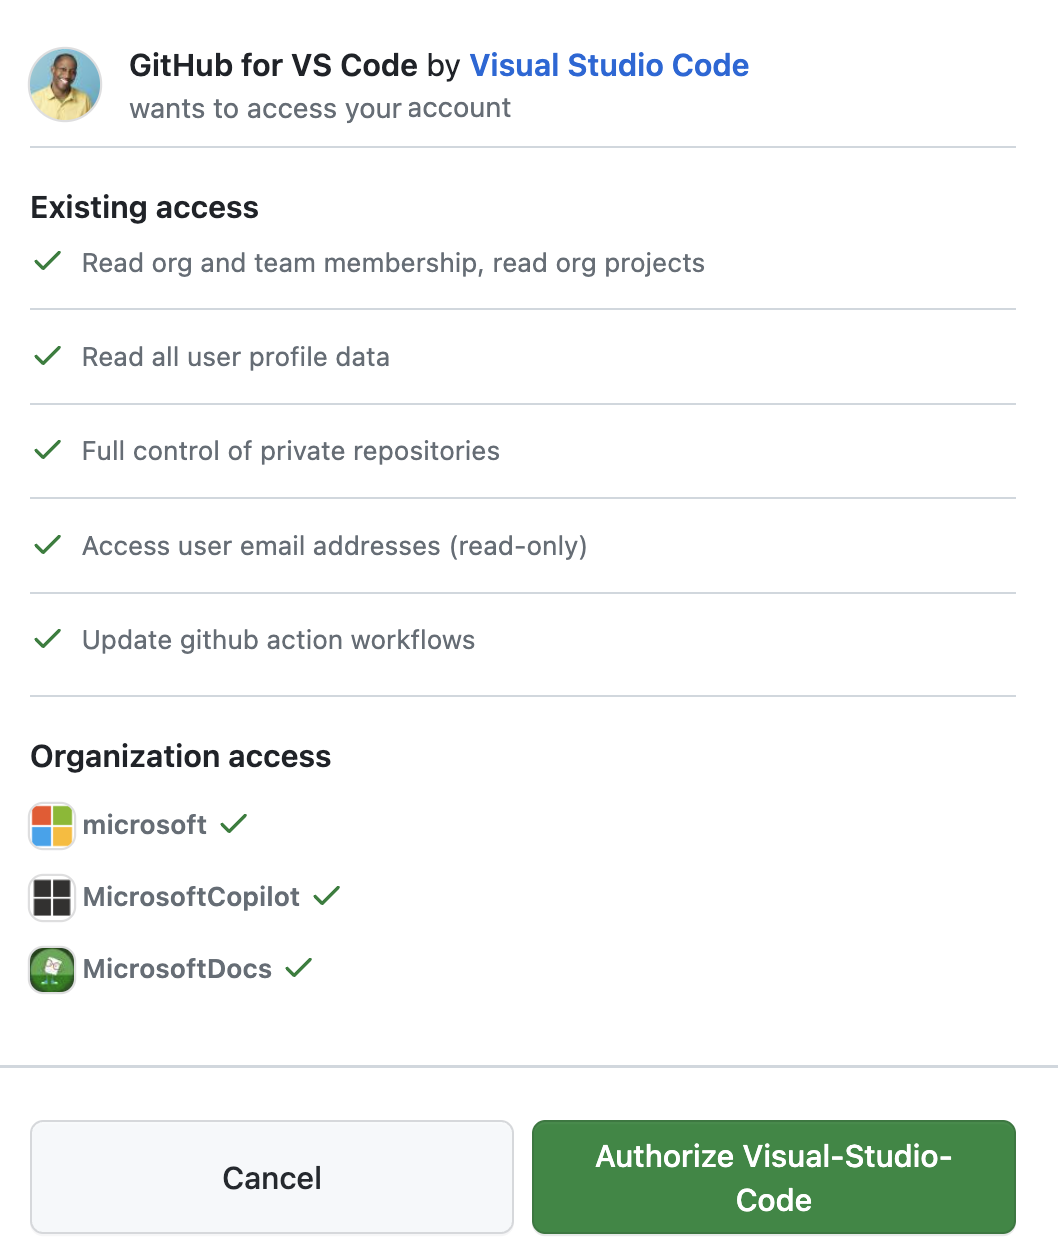 GitHub for VS Code by Visual Studio Code
wants to access your account
Existing access
Read org and team membership, read org projects
Read all user profile data
Full control of private repositories
Access user email addresses (read-only)
Update github action workflows
Organization access
microsoft
MicrosoftCopilot
MicrosoftDocs
Cancel
Authorize Visual-Studio-
Code